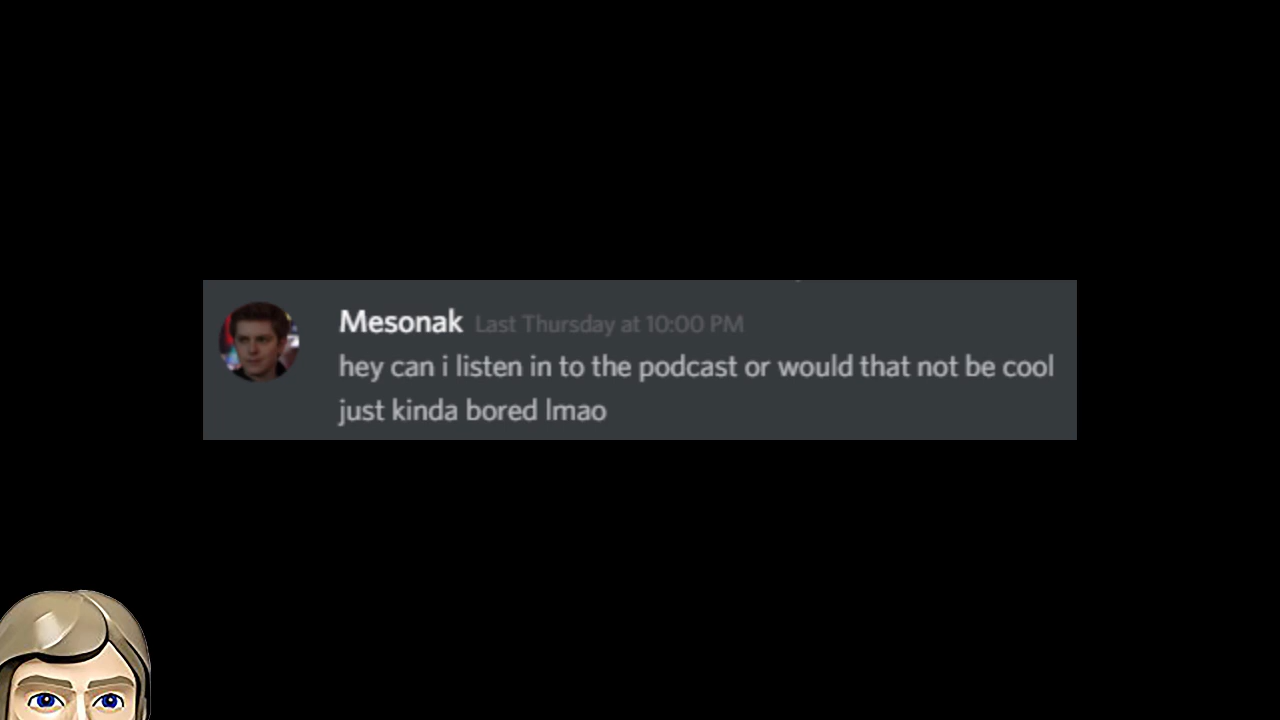 Mesonak Last Thursday at 10:00 PM
hey can i listen in to the podcast or would that not be cool
just kinda bored lmao